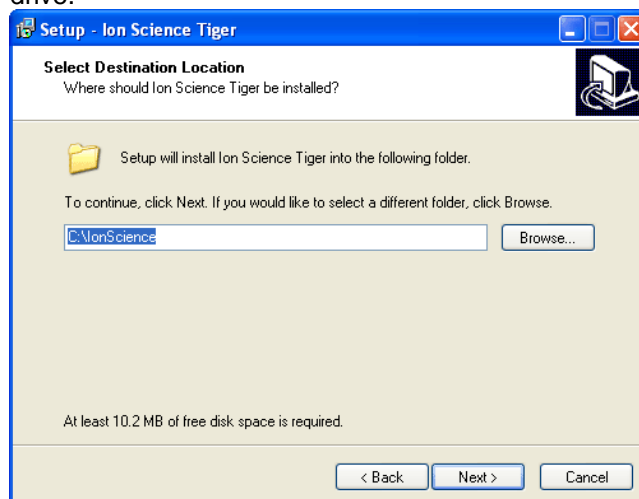 drive.
Setup - Ion Science Tiger
Select Destination Location
Where should Ion Science Tiger be installed?
Setup will install Ion Science Tiger into the following folder.
To continue, click Next. If you would like to select a different folder, click Browse.
C:\IonScience
Browse...
At least 10.2 MB of free disk space is required.
< Back
Next >
Cancel